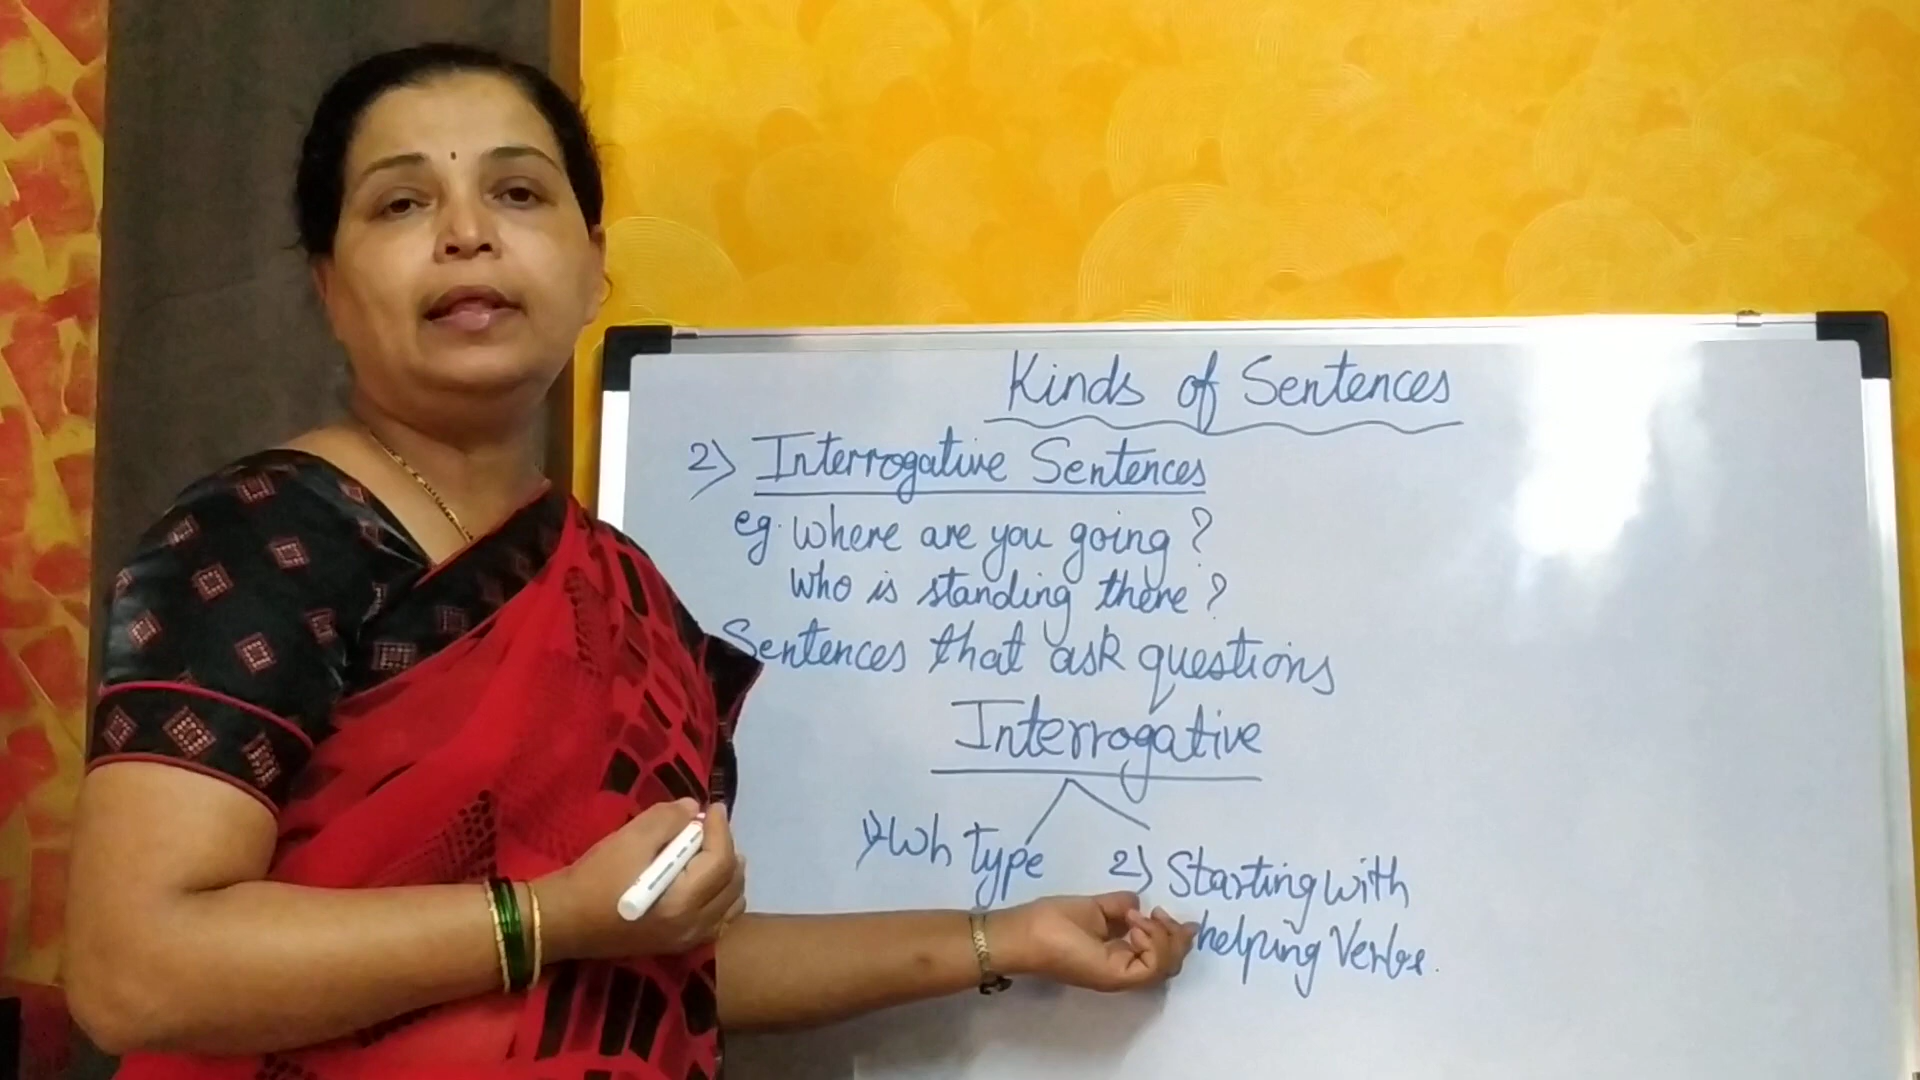 Kinds of Sentences
2) Interrogative Sentences
eg. Where are you going?
Who is standing there?
Sentences that ask questions
Interrogative
1) Wh type
2) Starting with
helping Verbs.